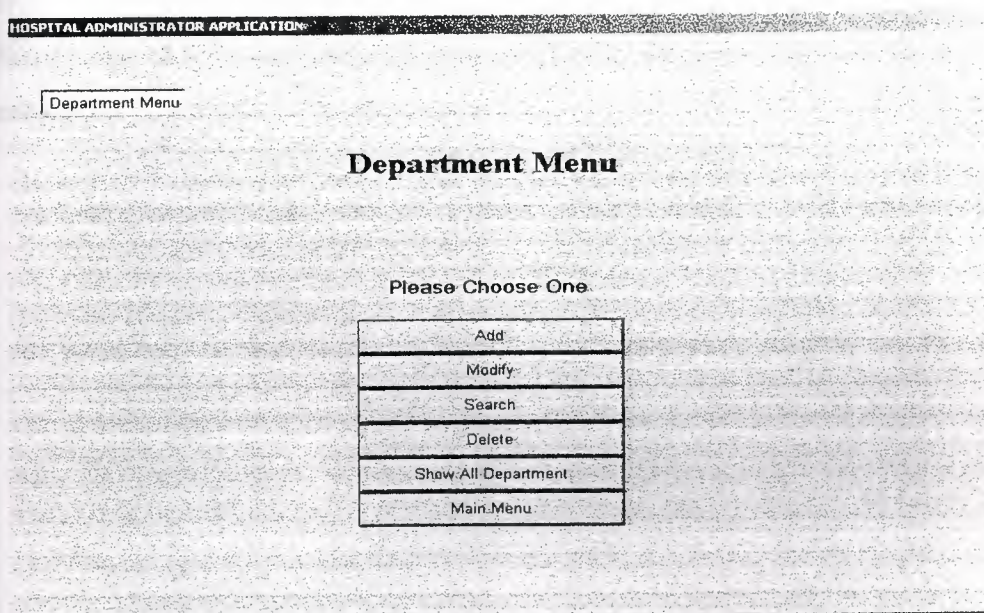 HOSPITAL ADMINISTRATOR APPLICATION
Department Menu
Department Menu
Please Choose One
Add
Modify
Search
Delete
Show All Department
Main Menu